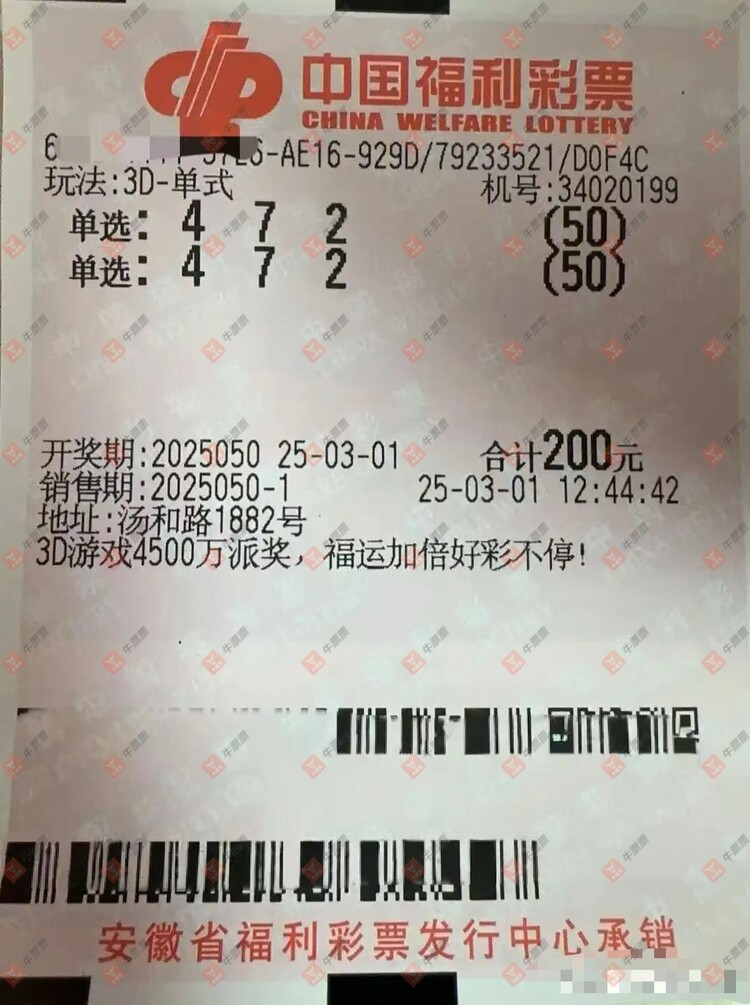 中国福利彩票
CHINA WELFARE LOTTERY
6 -AE16-929D/79233521/D0F4C
玩法:3D-单式 机号:34020199
单选: 4 7 2 (50)
单选: 4 7 2 (50)
开奖期:2025050 25-03-01 合计200元
销售期:2025050-1 25-03-01 12:44:42
地址:汤和路1882号
3D游戏4500万派奖，福运加倍好彩不停!
安徽省福利彩票发行中心承销